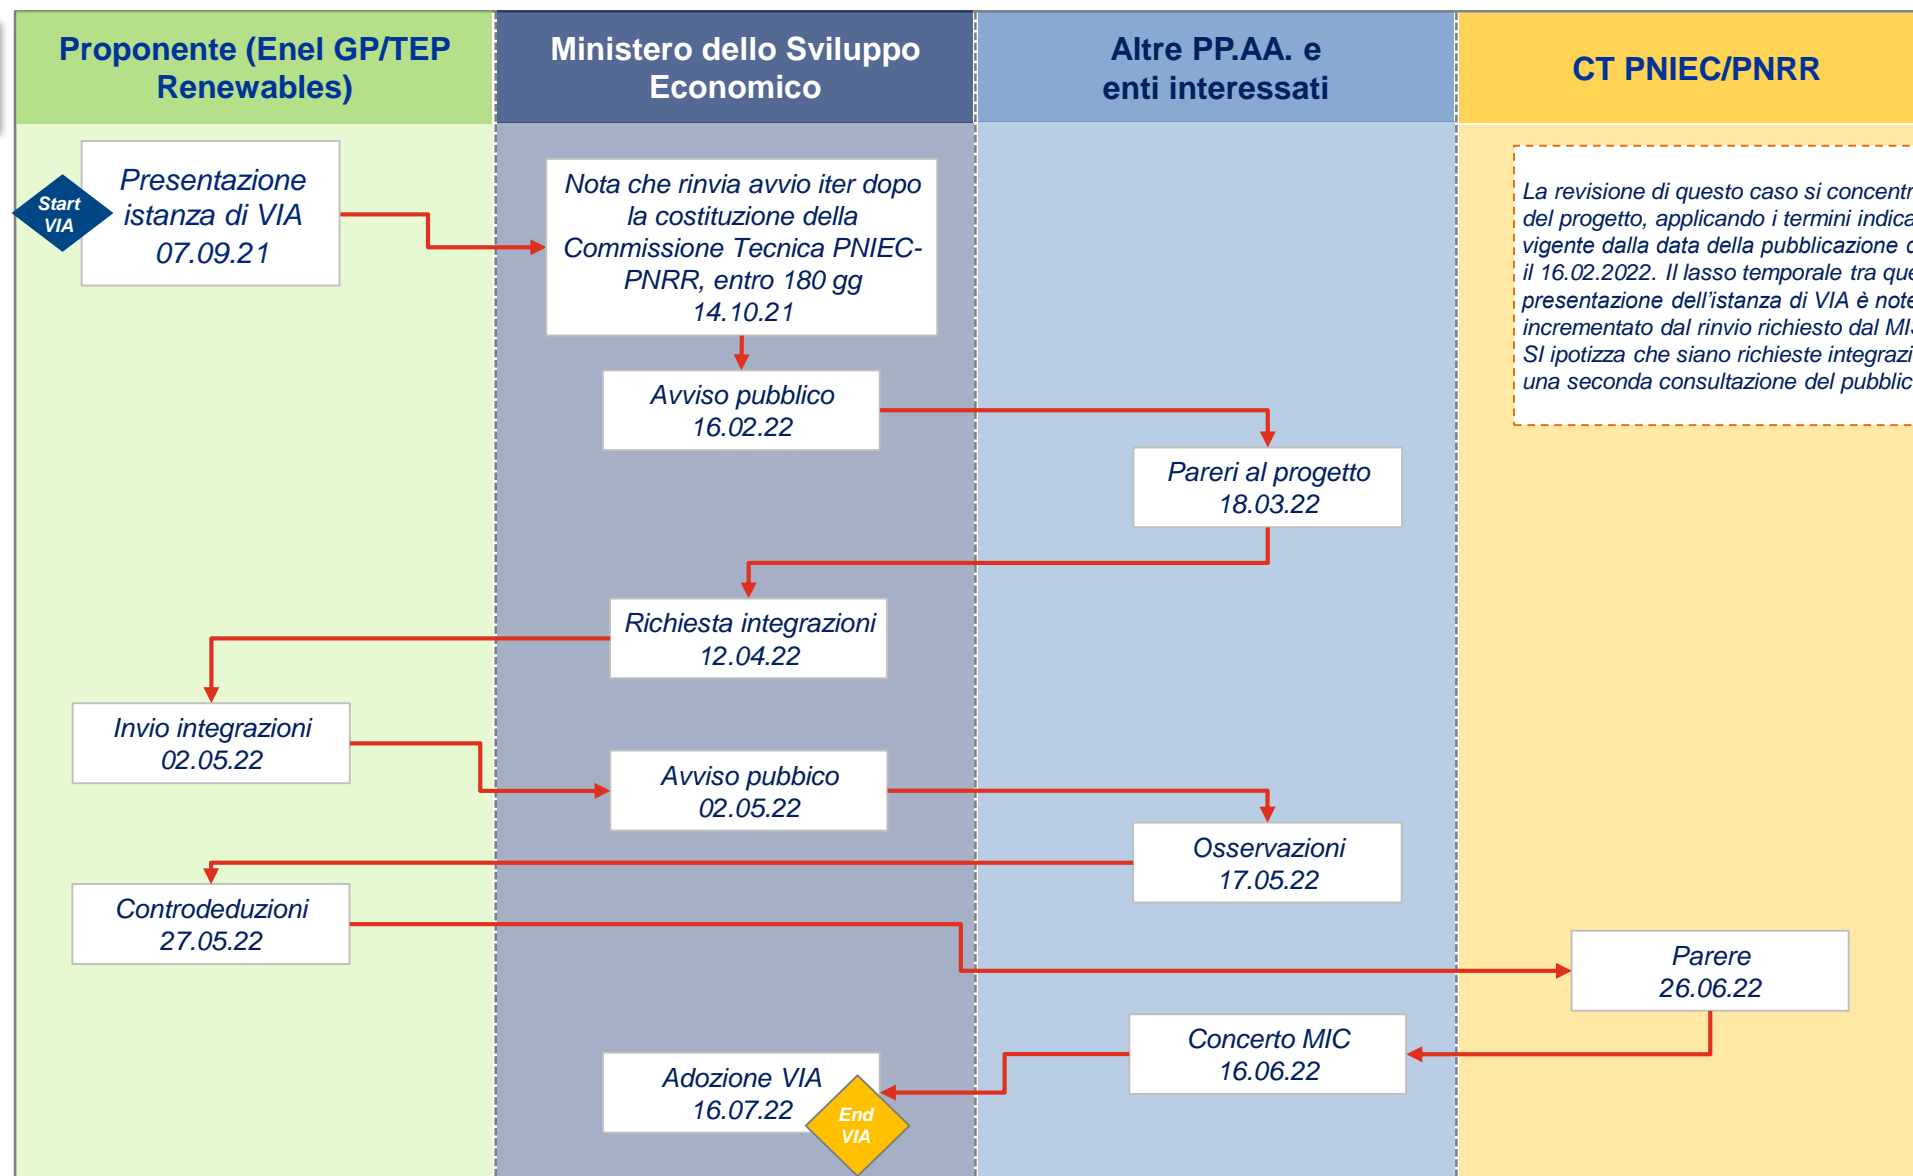 Proponente (Enel GP/TEP
Renewables)
Ministero dello Sviluppo
Economico
Altre PP.AA. e
enti interessati
CT PNIEC/PNRR
Start
VIA
Presentazione
istanza di VIA
07.09.21
Nota che rinvia avvio iter dopo
la costituzione della
Commissione Tecnica PNIEC-
PNRR, entro 180 gg
14.10.21
La revisione di questo caso si concentr
del progetto, applicando i termini indica
vigente dalla data della pubblicazione d
il 16.02.2022. Il lasso temporale tra que
presentazione dell'istanza di VIA è note
incrementato dal rinvio richiesto dal MIS
SI ipotizza che siano richieste integrazi
una seconda consultazione del pubblic
Avviso pubblico
16.02.22
Pareri al progetto
18.03.22
Richiesta integrazioni
12.04.22
Invio integrazioni
02.05.22
Avviso pubbico
02.05.22
Osservazioni
17.05.22
Controdeduzioni
27.05.22
Parere
26.06.22
Concerto MIC
16.06.22
Adozione VIA
16.07.22
End
VIA